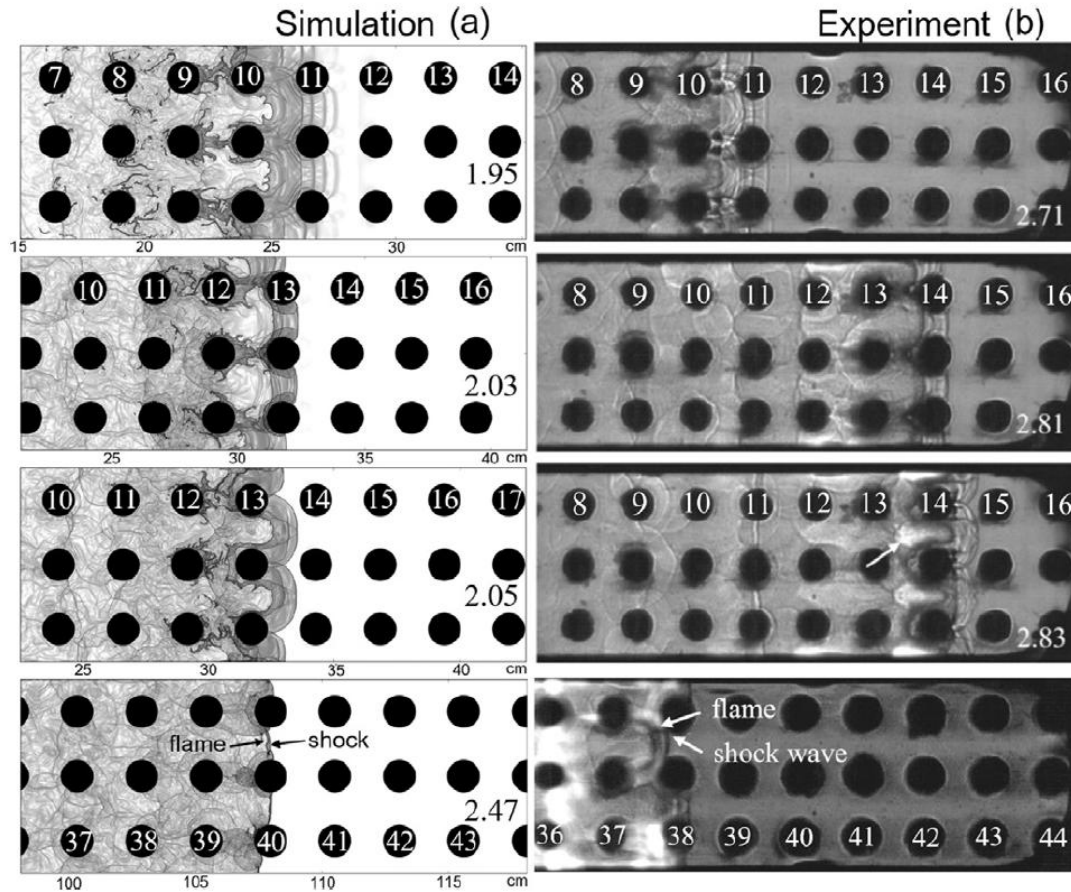 Simulation (a)
Experiment (b)
7 8 9 10 11 12 13 14
1.95
15 20 25 30 cm
8 9 10 11 12 13 14 15 16
2.71
10 11 12 13 14 15 16
2.03
25 30 35 40 cm
8 9 10 11 12 13 14 15 16
2.81
10 11 12 13 14 15 16 17
2.05
25 30 35 40 cm
8 9 10 11 12 13 14 15 16
2.83
flame shock
2.47
37 38 39 40 41 42 43
100 105 110 115 cm
flame
shock wave
36 37 38 39 40 41 42 43 44